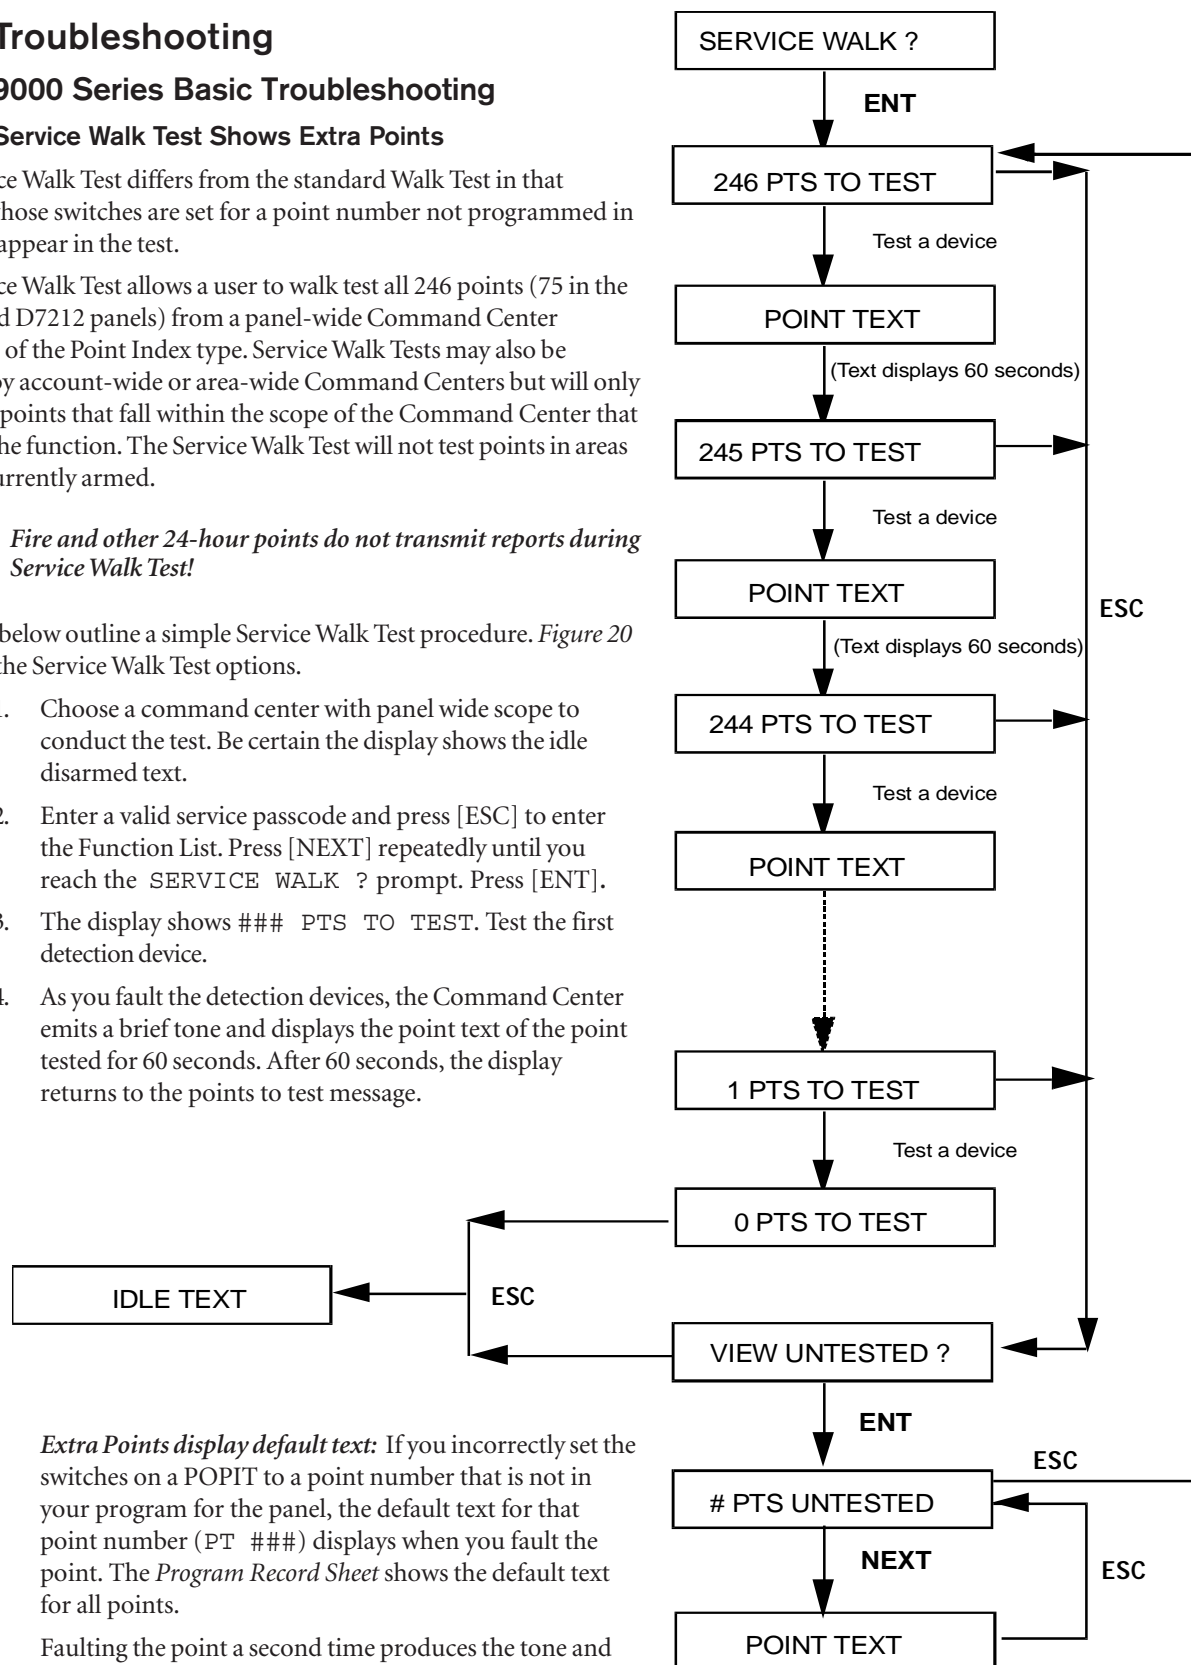 Troubleshooting
9000 Series Basic Troubleshooting
Service Walk Test Shows Extra Points
ce Walk Test differs from the standard Walk Test in that
whose switches are set for a point number not programmed in
appear in the test.
ce Walk Test allows a user to walk test all 246 points (75 in the
d D7212 panels) from a panel-wide Command Center
of the Point Index type. Service Walk Tests may also be
by account-wide or area-wide Command Centers but will only
points that fall within the scope of the Command Center that
the function. The Service Walk Test will not test points in areas
urrently armed.
Fire and other 24-hour points do not transmit reports during
Service Walk Test!
below outline a simple Service Walk Test procedure. Figure 20
the Service Walk Test options.
1. Choose a command center with panel wide scope to
conduct the test. Be certain the display shows the idle
disarmed text.
2. Enter a valid service passcode and press [ESC] to enter
the Function List. Press [NEXT] repeatedly until you
reach the SERVICE WALK ? prompt. Press [ENT].
3. The display shows ### PTS TO TEST. Test the first
detection device.
4. As you fault the detection devices, the Command Center
emits a brief tone and displays the point text of the point
tested for 60 seconds. After 60 seconds, the display
returns to the points to test message.
Extra Points display default text: If you incorrectly set the
switches on a POPIT to a point number that is not in
your program for the panel, the default text for that
point number (PT ###) displays when you fault the
point. The Program Record Sheet shows the default text
for all points.
Faulting the point a second time produces the tone and
SERVICE WALK ?
ENT
246 PTS TO TEST
Test a device
POINT TEXT
(Text displays 60 seconds)
245 PTS TO TEST
Test a device
POINT TEXT
ESC
(Text displays 60 seconds)
244 PTS TO TEST
Test a device
POINT TEXT
1 PTS TO TEST
Test a device
0 PTS TO TEST
IDLE TEXT
ESC
VIEW UNTESTED ?
ENT
ESC
# PTS UNTESTED
NEXT
ESC
POINT TEXT